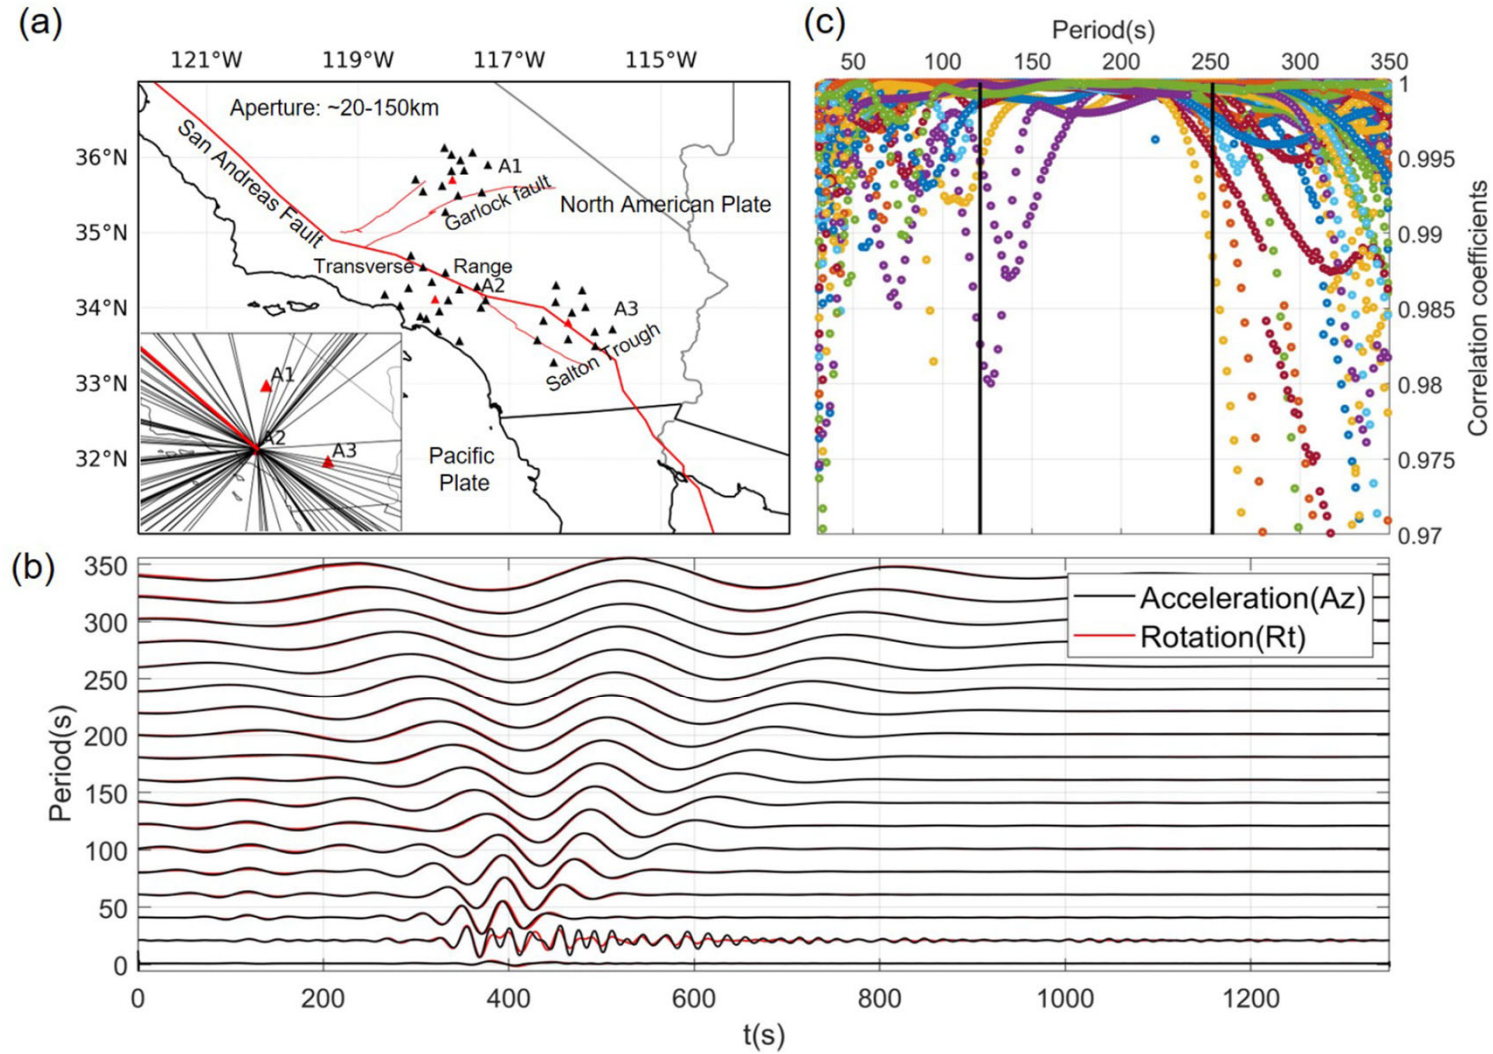 (a)
121°W 119°W 117°W 115°W
Aperture: ~20-150km
36°N
35°N
34°N
33°N
32°N
San Andreas Fault
A1
Garlock fault
North American Plate
Transverse Range
A2
A3
Salton Trough
Pacific
Plate
A1
A2
A3
(c)
Period(s)
50 100 150 200 250 300 350
1
0.995
0.99
0.985
0.98
0.975
0.97
Correlation coefficients
(b)
350
300
250
200
150
100
50
0
Period(s)
Acceleration(Az)
Rotation(Rt)
0 200 400 600 800 1000 1200
t(s)